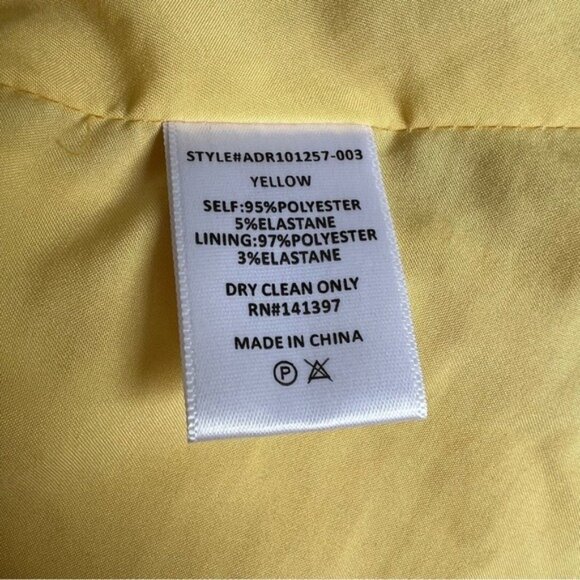 STYLE#ADR101257-003
YELLOW
SELF:95%POLYESTER
5%ELASTANE
LINING:97%POLYESTER
3%ELASTANE
DRY CLEAN ONLY
RN#141397
MADE IN CHINA
P